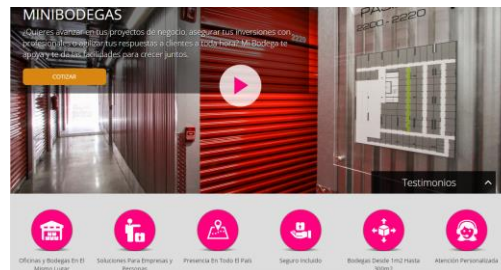 MINIBODEGAS
¿Quieres avanzar en tus proyectos de negocio, asegurar tus inversiones con
profesionales o agilizar tus respuestas a clientes a toda hora? Mi Bodega te
apoya y te da las facilidades para crecer juntos.
COTIZAR
2200 - 2220
Testimonios
Oficinas y Bodegas En El
Mismo Lugar
Soluciones Para Empresas y
Personas
Presencia En Todo El País
Seguro Incluido
Bodegas Desde 1m2 Hasta
Atención Personalizada